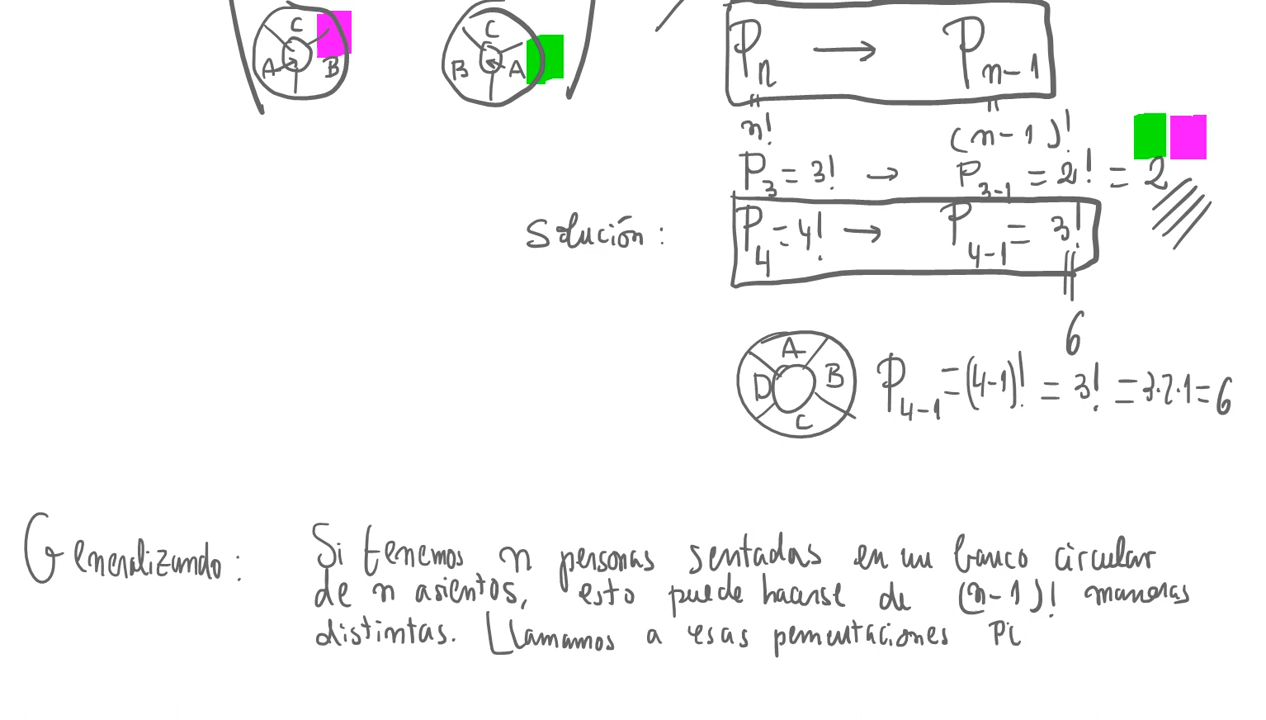 C
A B
C
B A
Pₙ → Pₙ₋₁
n! (n-1)!
P₃ = 3! → P₃₋₁ = 2! = 2
Solución: P₄ = 4! → P₄₋₁ = 3!
6
A
D B
C
P₄₋₁ = (4-1)! = 3! = 3·2·1 = 6
Generalizando: Si tenemos n personas sentadas en un banco circular
de n asientos, esto puede hacerse de (n-1)! maneras
distintas. Llamamos a esas permutaciones PC